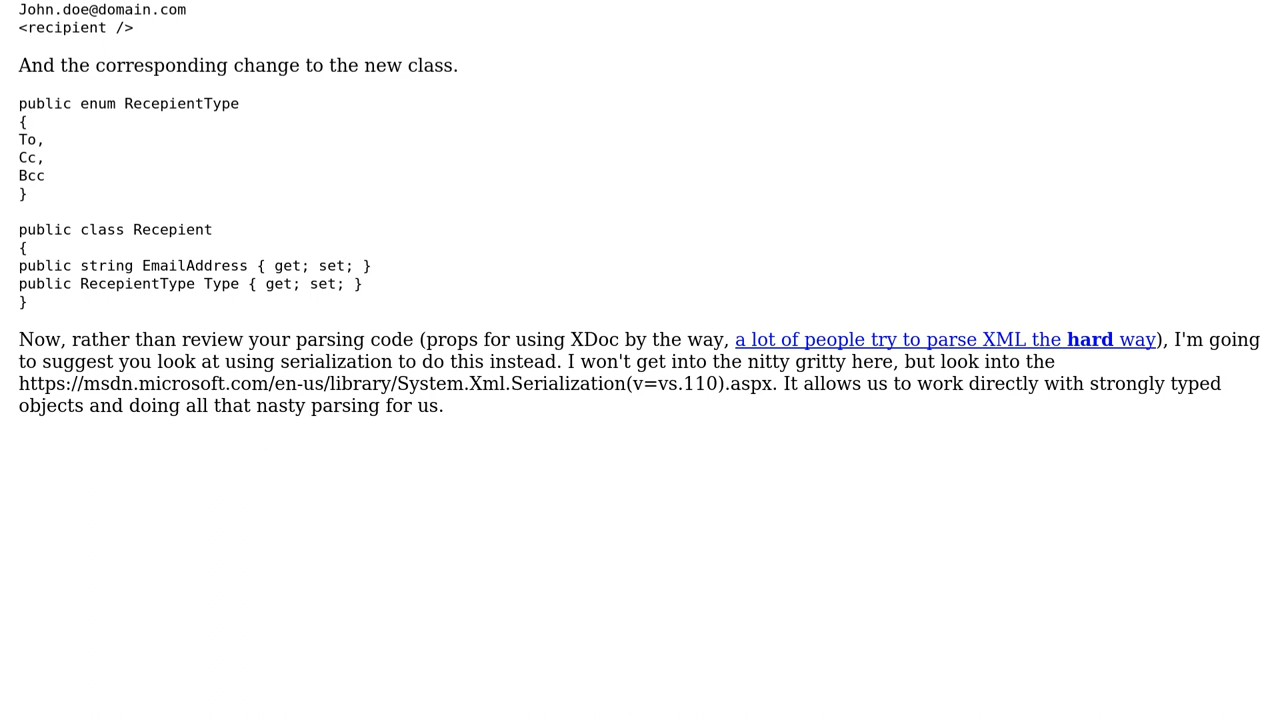 John.doe@domain.com
<recipient />
And the corresponding change to the new class.
public enum RecepientType
{
To,
Cc,
Bcc
}
public class Recepient
{
public string EmailAddress { get; set; }
public RecepientType Type { get; set; }
}
Now, rather than review your parsing code (props for using XDoc by the way, a lot of people try to parse XML the hard way), I'm going
to suggest you look at using serialization to do this instead. I won't get into the nitty gritty here, but look into the
https://msdn.microsoft.com/en-us/library/System.Xml.Serialization(v=vs.110).aspx. It allows us to work directly with strongly typed
objects and doing all that nasty parsing for us.